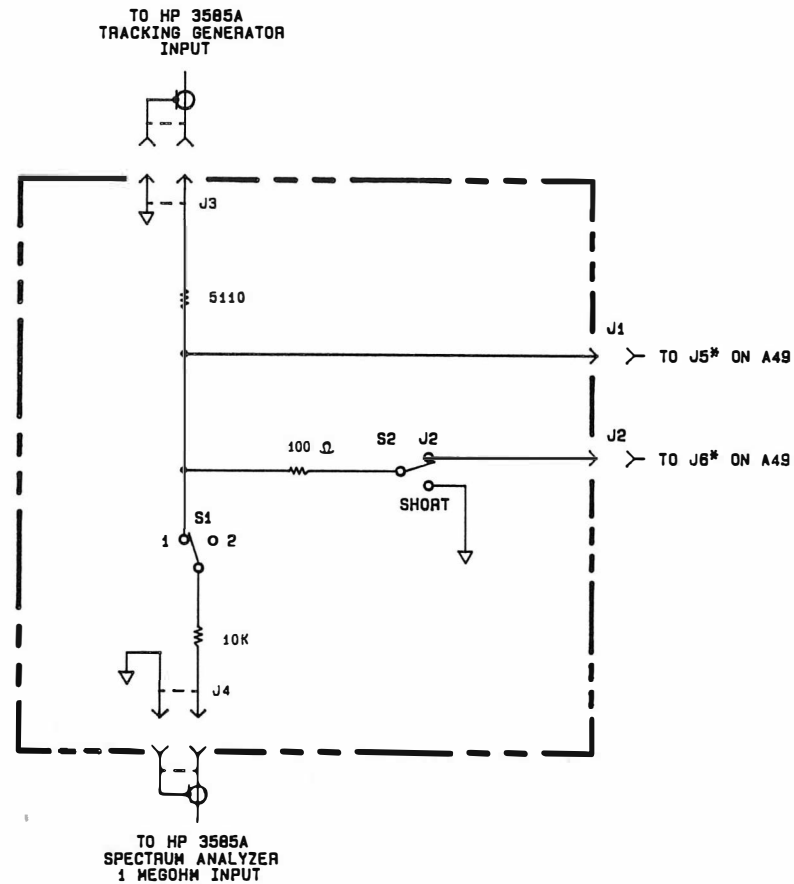 TO HP 3585A
TRACKING GENERATOR
INPUT
J3
5110
J1
TO J5* ON A49
100 Ω
S2
J2
J2
TO J6* ON A49
SHORT
S1
1
2
10K
J4
TO HP 3585A
SPECTRUM ANALYZER
1 MEGOHM INPUT